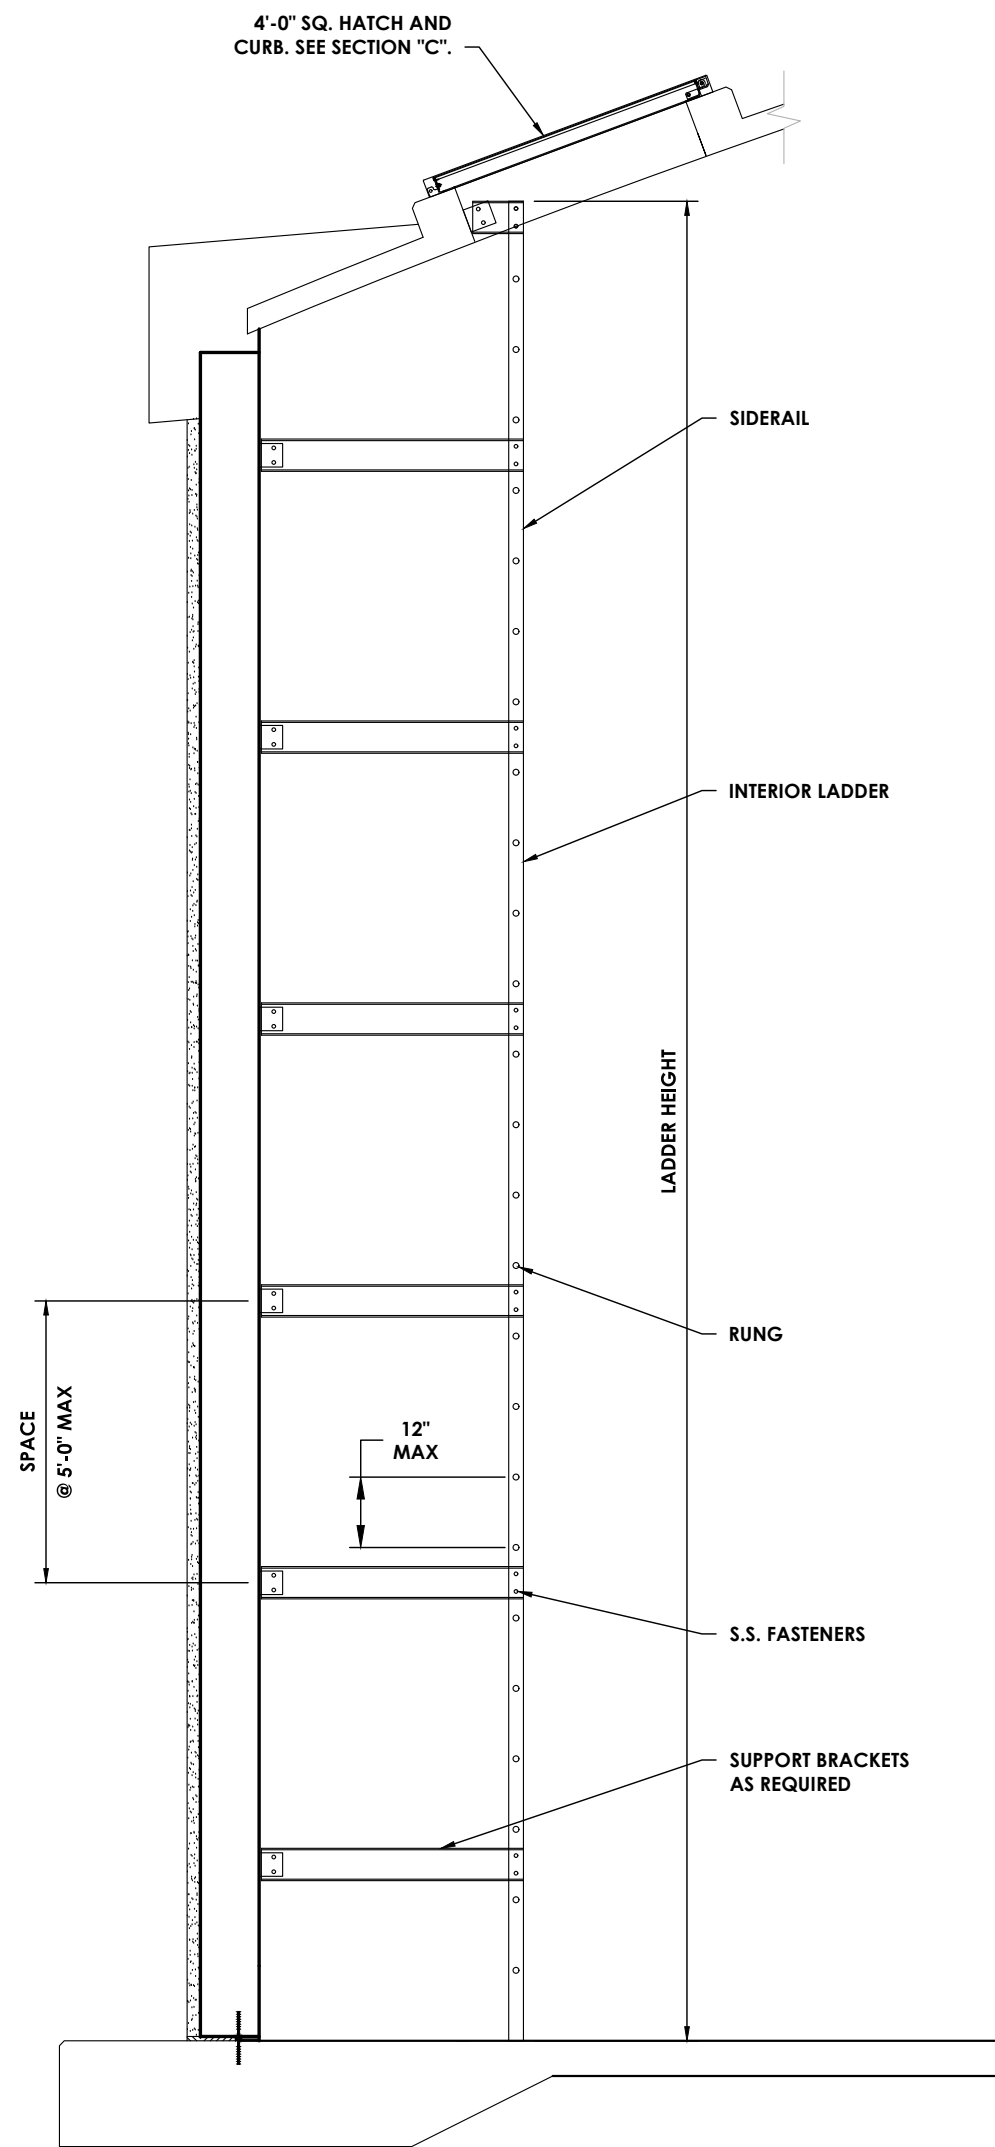 4'-0" SQ. HATCH AND
CURB. SEE SECTION "C".
SIDERAIL
INTERIOR LADDER
LADDER HEIGHT
RUNG
SPACE
@ 5'-0" MAX
12"
MAX
S.S. FASTENERS
SUPPORT BRACKETS
AS REQUIRED